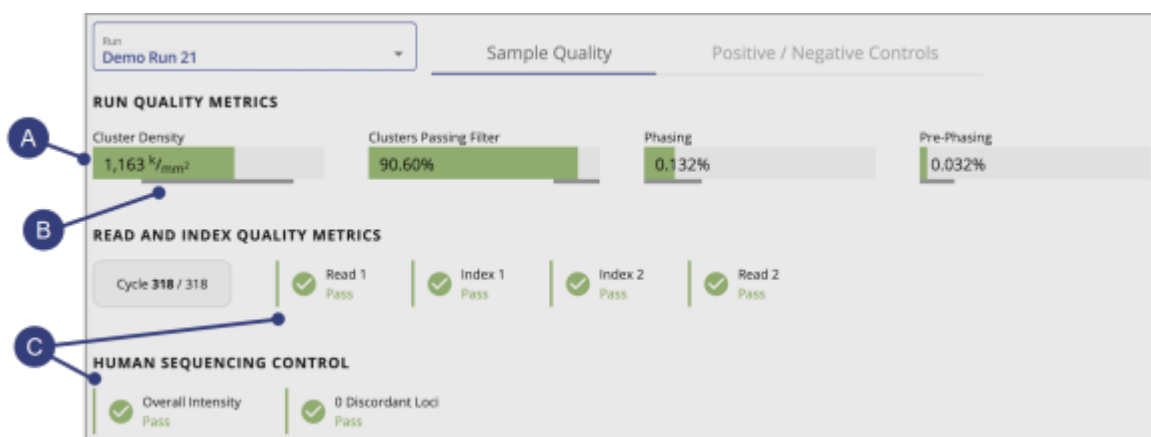 Run
Demo Run 21
Sample Quality
Positive / Negative Controls
RUN QUALITY METRICS
A
Cluster Density
Clusters Passing Filter
Phasing
Pre-Phasing
1,163 k/mm²
90.60%
0.132%
0.032%
B
READ AND INDEX QUALITY METRICS
Cycle 318 / 318
Read 1
Pass
Index 1
Pass
Index 2
Pass
Read 2
Pass
C
HUMAN SEQUENCING CONTROL
Overall Intensity
Pass
0 Discordant Loci
Pass